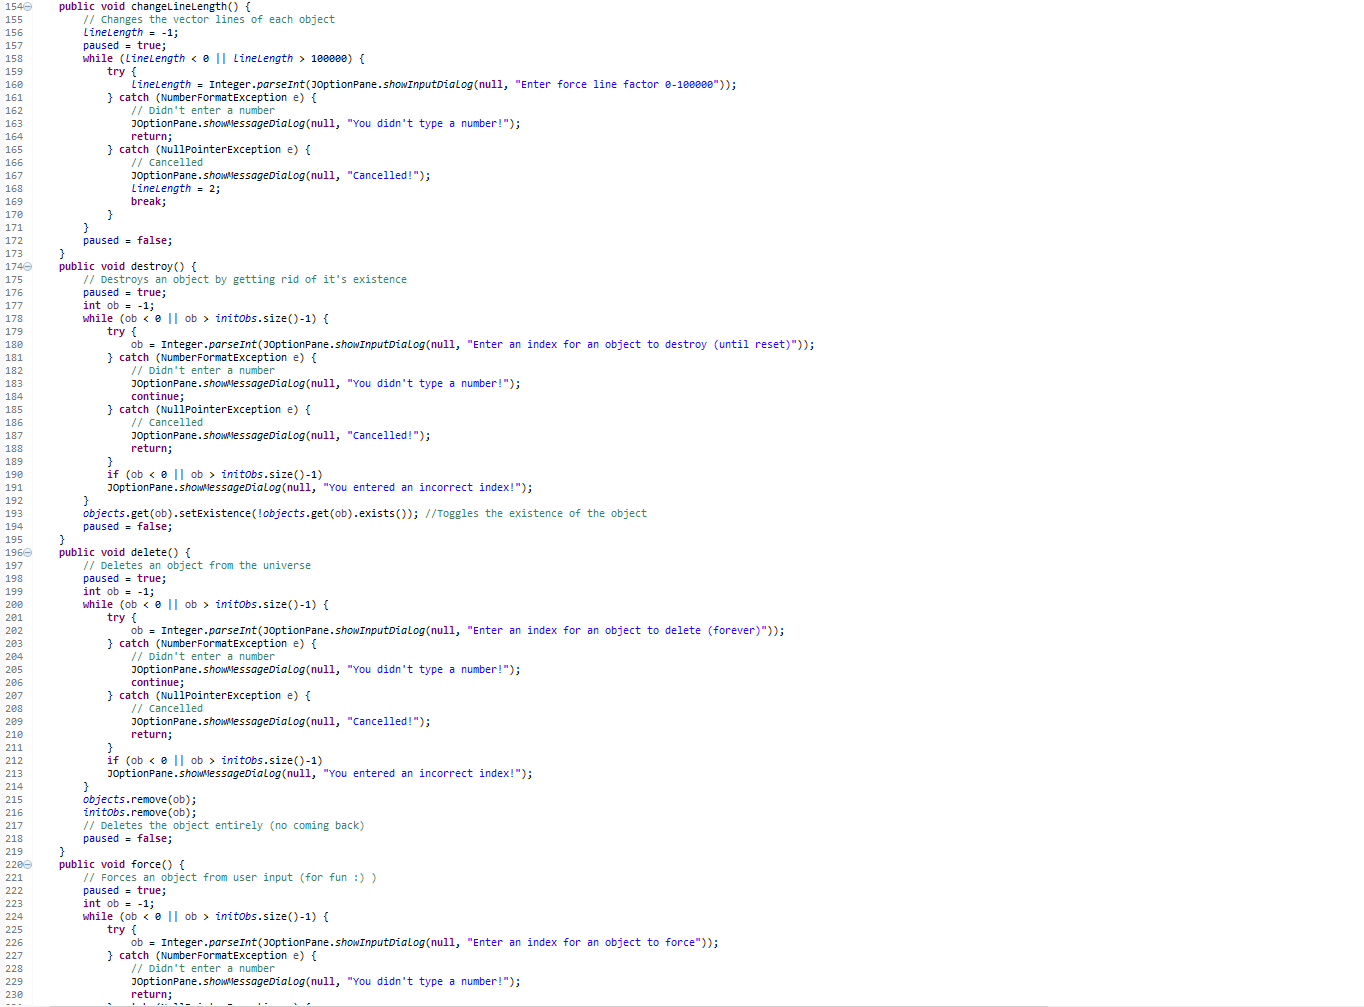 154 public void changeLineLength() {
155 // Changes the vector lines of each object
156 lineLength = -1;
157 paused = true;
158 while (lineLength < 0 || lineLength > 100000) {
159 try {
160 lineLength = Integer.parseInt(JOptionPane.showInputDialog(null, "Enter force line factor 0-100000"));
161 } catch (NumberFormatException e) {
162 // Didn't enter a number
163 JOptionPane.showMessageDialog(null, "You didn't type a number!");
164 return;
165 } catch (NullPointerException e) {
166 // Cancelled
167 JOptionPane.showMessageDialog(null, "Cancelled!");
168 lineLength = 2;
169 break;
170 }
171 }
172 paused = false;
173 }
174 public void destroy() {
175 // Destroys an object by getting rid of it's existence
176 paused = true;
177 int ob = -1;
178 while (ob < 0 || ob > initObs.size()-1) {
179 try {
180 ob = Integer.parseInt(JOptionPane.showInputDialog(null, "Enter an index for an object to destroy (until reset)"));
181 } catch (NumberFormatException e) {
182 // Didn't enter a number
183 JOptionPane.showMessageDialog(null, "You didn't type a number!");
184 continue;
185 } catch (NullPointerException e) {
186 // Cancelled
187 JOptionPane.showMessageDialog(null, "Cancelled!");
188 return;
189 }
190 if (ob < 0 || ob > initObs.size()-1)
191 JOptionPane.showMessageDialog(null, "You entered an incorrect index!");
192 }
193 objects.get(ob).setExistence(!objects.get(ob).exists()); //Toggles the existence of the object
194 paused = false;
195 }
196 public void delete() {
197 // Deletes an object from the universe
198 paused = true;
199 int ob = -1;
200 while (ob < 0 || ob > initObs.size()-1) {
201 try {
202 ob = Integer.parseInt(JOptionPane.showInputDialog(null, "Enter an index for an object to delete (forever)"));
203 } catch (NumberFormatException e) {
204 // Didn't enter a number
205 JOptionPane.showMessageDialog(null, "You didn't type a number!");
206 continue;
207 } catch (NullPointerException e) {
208 // Cancelled
209 JOptionPane.showMessageDialog(null, "Cancelled!");
210 return;
211 }
212 if (ob < 0 || ob > initObs.size()-1)
213 JOptionPane.showMessageDialog(null, "You entered an incorrect index!");
214 }
215 objects.remove(ob);
216 initObs.remove(ob);
217 // Deletes the object entirely (no coming back)
218 paused = false;
219 }
220 public void force() {
221 // Forces an object from user input (for fun :) )
222 paused = true;
223 int ob = -1;
224 while (ob < 0 || ob > initObs.size()-1) {
225 try {
226 ob = Integer.parseInt(JOptionPane.showInputDialog(null, "Enter an index for an object to force"));
227 } catch (NumberFormatException e) {
228 // Didn't enter a number
229 JOptionPane.showMessageDialog(null, "You didn't type a number!");
230 return;